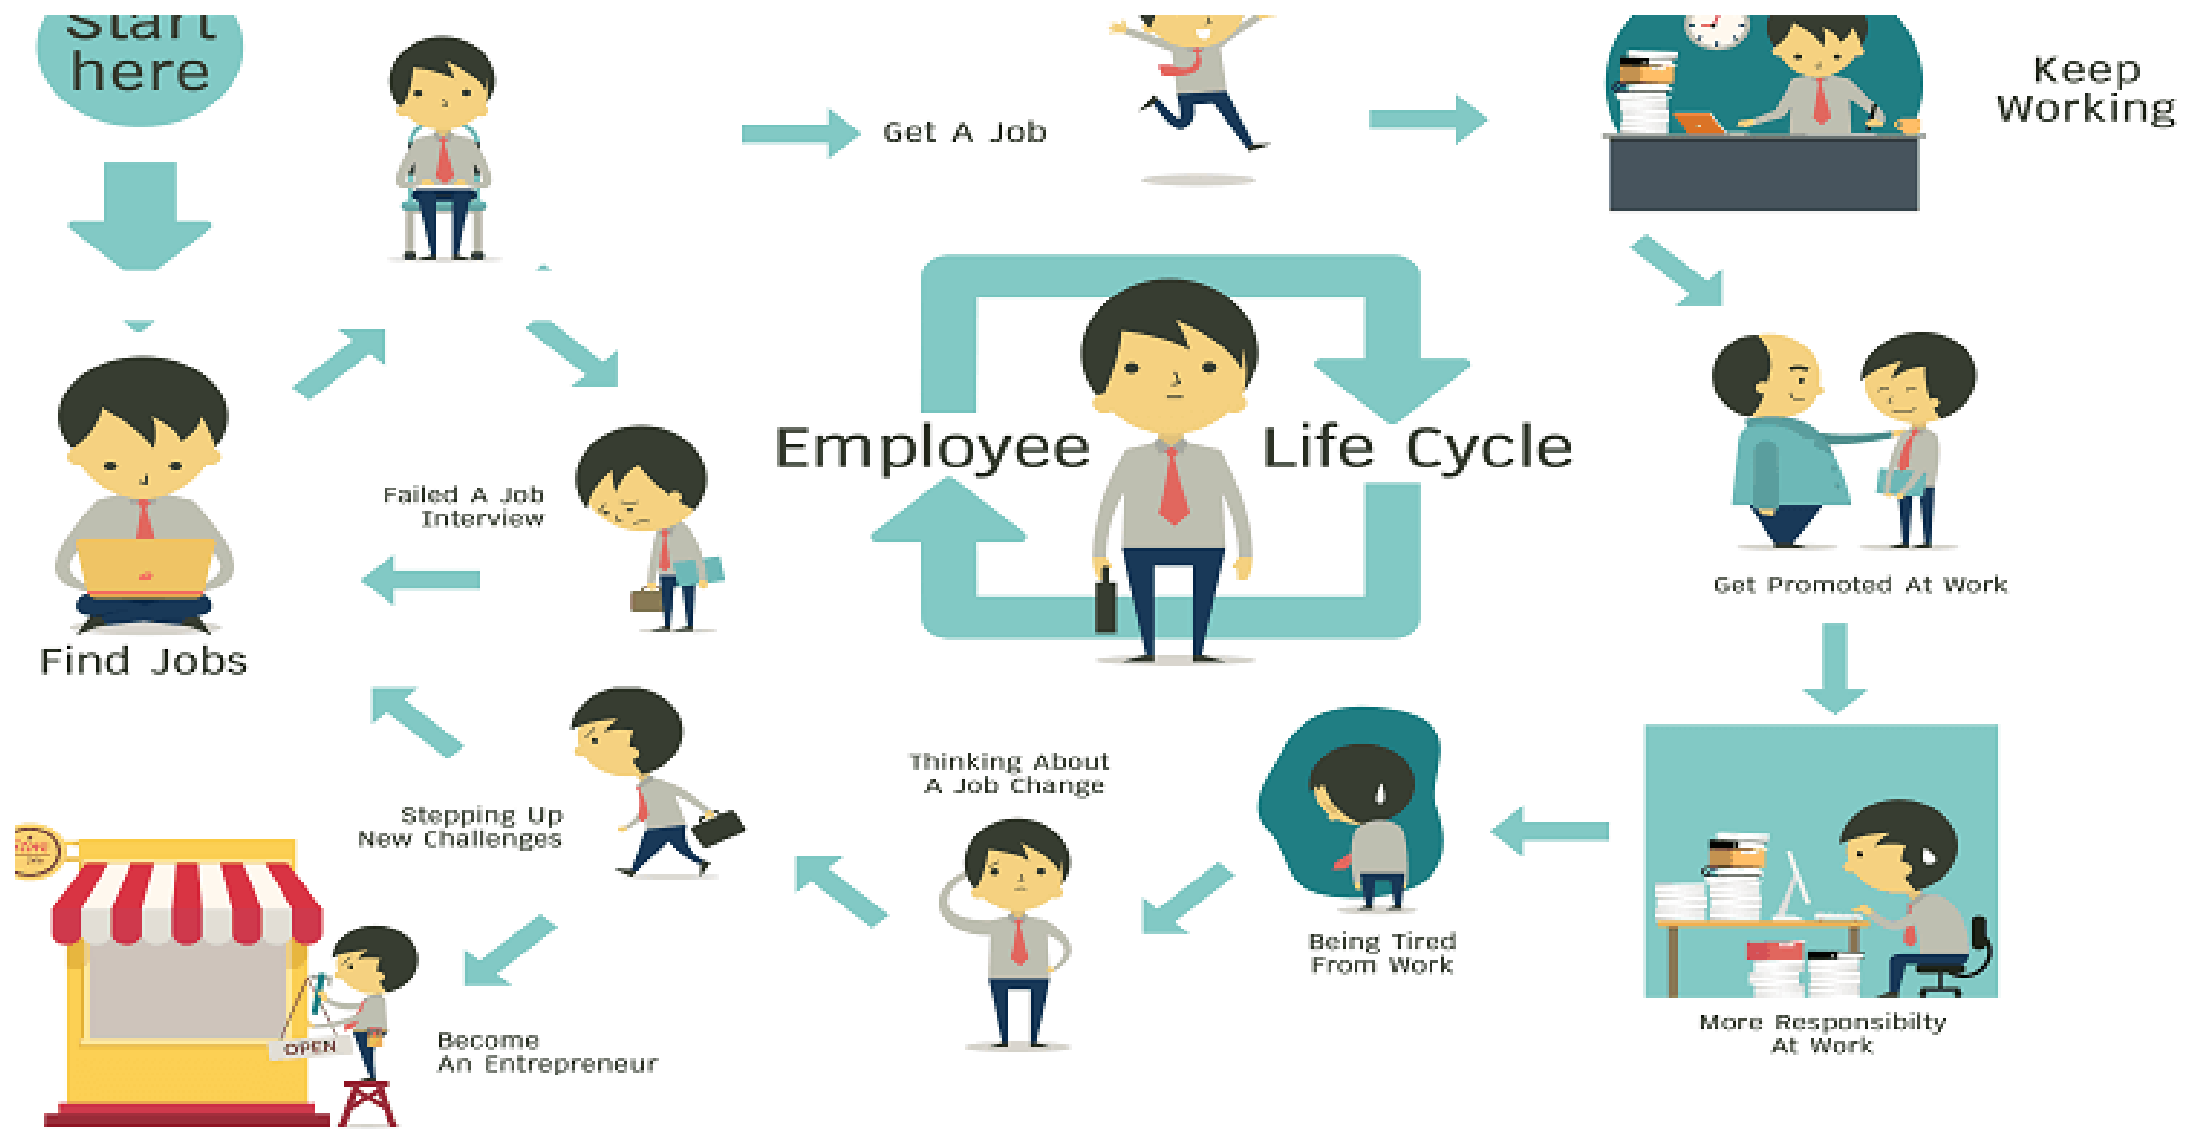 Start
here
Get A Job
Keep
Working
Employee Life Cycle
Failed A Job
Interview
Get Promoted At Work
Find Jobs
Thinking About
A Job Change
Stepping Up
New Challenges
Being Tired
From Work
More Responsibilty
At Work
Become
An Entrepreneur
OPEN